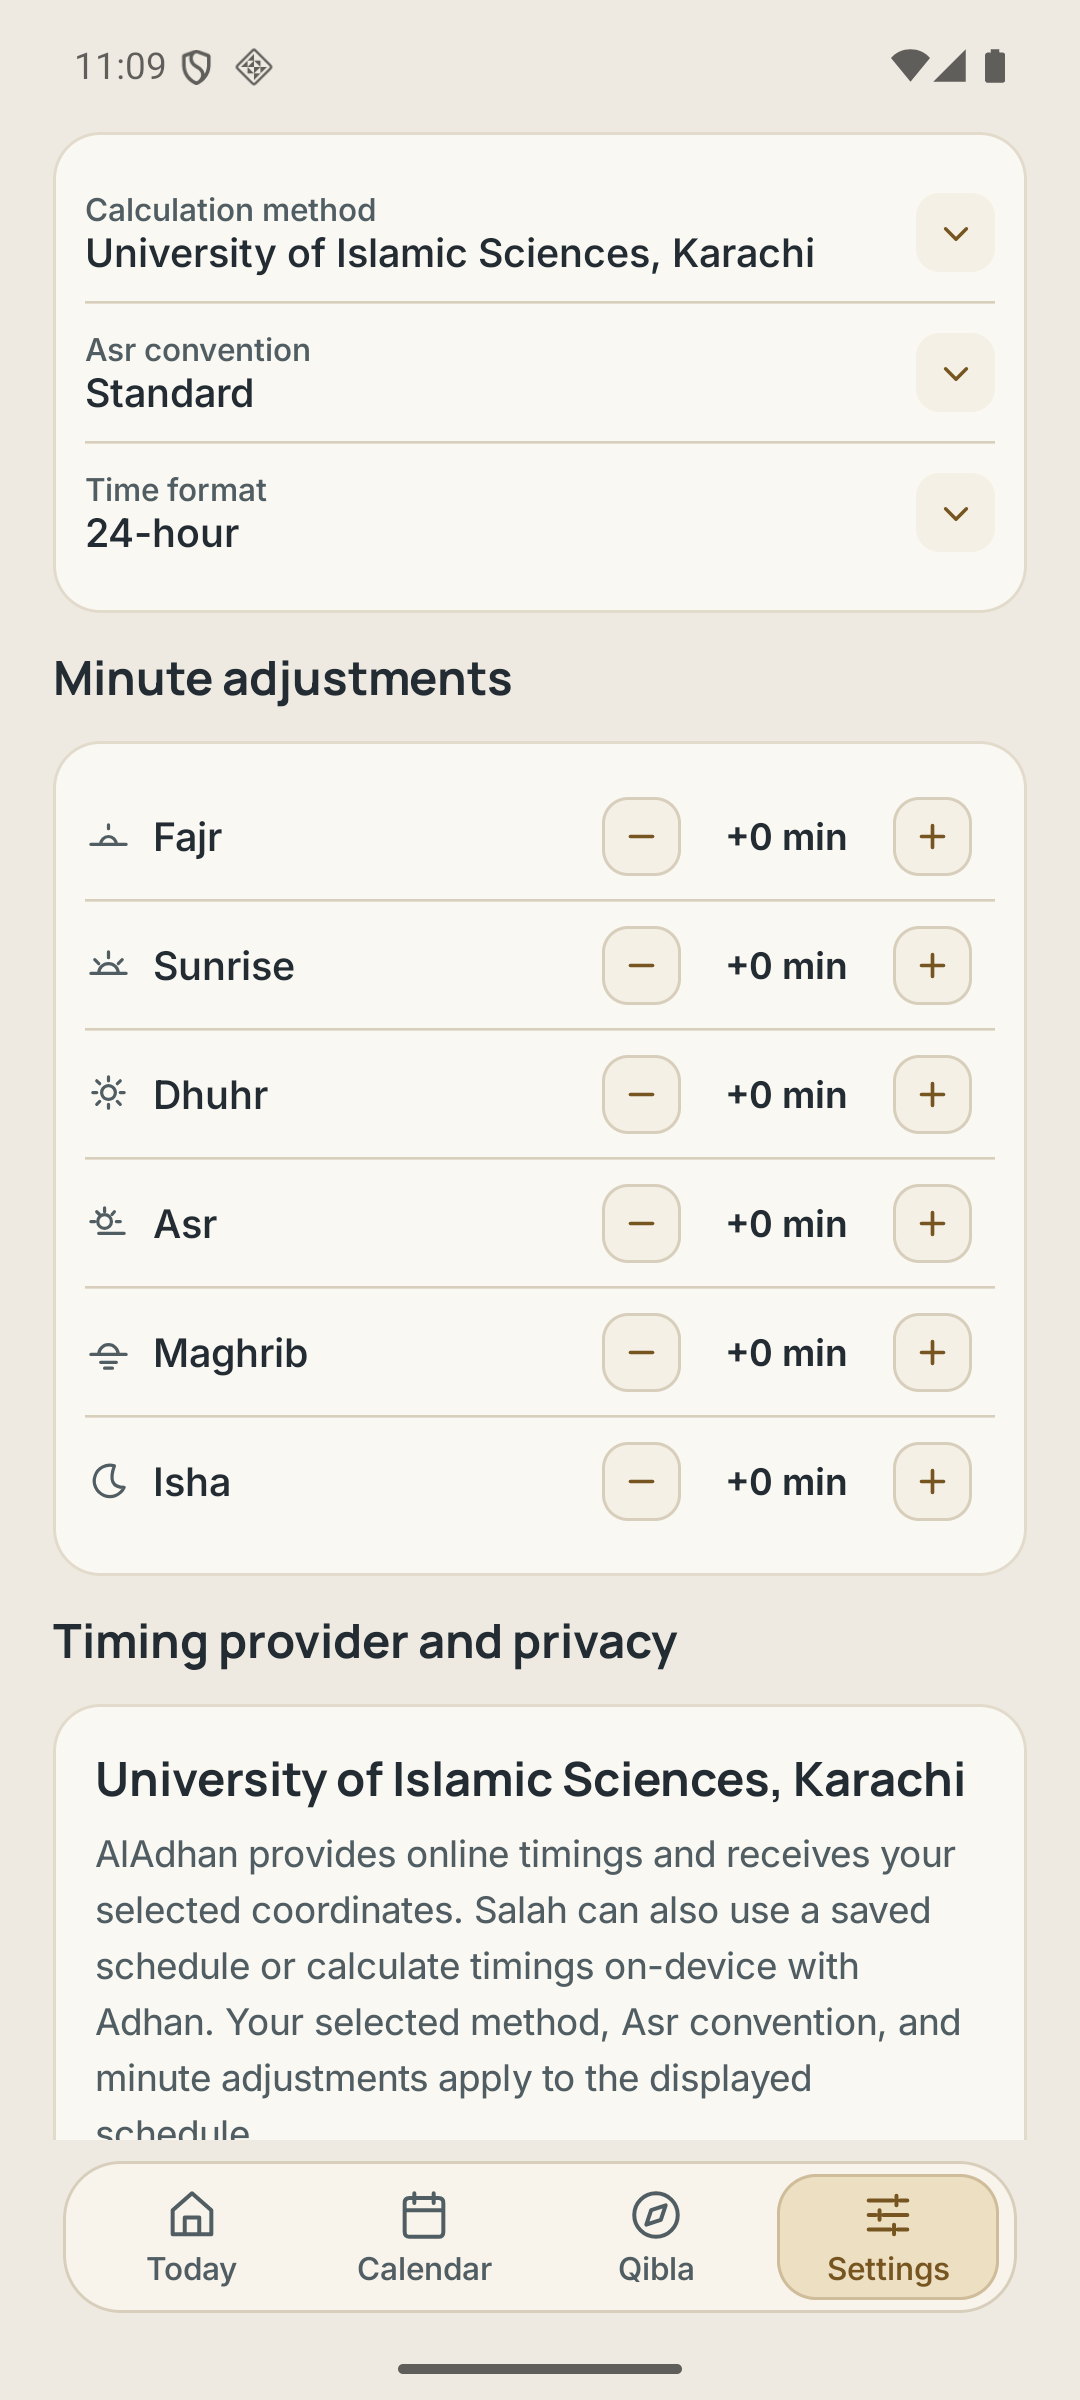 11:09
Calculation method
University of Islamic Sciences, Karachi
Asr convention
Standard
Time format
24-hour
Minute adjustments
Fajr +0 min
Sunrise +0 min
Dhuhr +0 min
Asr +0 min
Maghrib +0 min
Isha +0 min
Timing provider and privacy
University of Islamic Sciences, Karachi
AlAdhan provides online timings and receives your
selected coordinates. Salah can also use a saved
schedule or calculate timings on-device with
Adhan. Your selected method, Asr convention, and
minute adjustments apply to the displayed
schedule
Today Calendar Qibla Settings